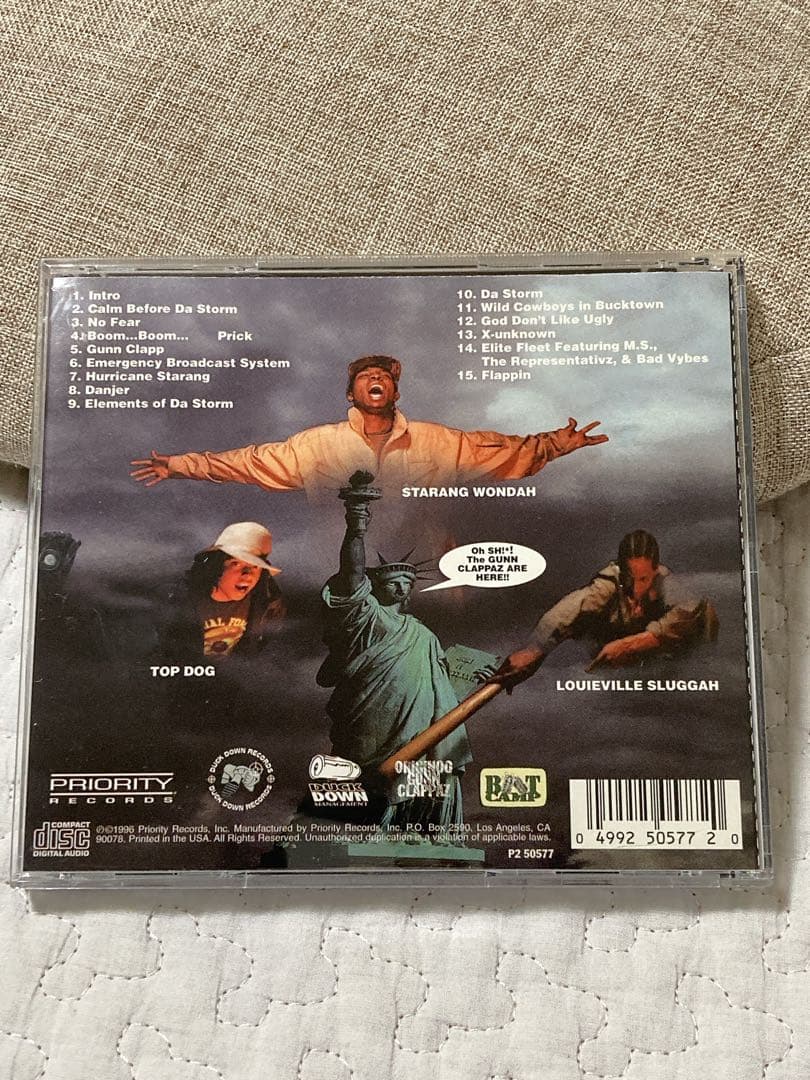 1. Intro
2. Calm Before Da Storm
3. No Fear
4. Boom...Boom... Prick
5. Gunn Clapp
6. Emergency Broadcast System
7. Hurricane Starang
8. Danjer
9. Elements of Da Storm
10. Da Storm
11. Wild Cowboys in Bucktown
12. God Don't Like Ugly
13. X-unknown
14. Elite Fleet Featuring M.S.,
The Representativz, & Bad Vybes
15. Flappin
STARANG WONDAH
Oh SH!*!
The GUNN
CLAPPAZ ARE
HERE!!
TOP DOG
LOUIEVILLE SLUGGAH
PRIORITY
RECORDS
DUCK DOWN RECORDS
DUCK DOWN RECORDS
DUCK
DOWN
MANAGEMENT
ORIGINOO
GUNN
CLAPPAZ
BOOT
CAMP
COMPACT
disc
DIGITAL AUDIO
℗©1996 Priority Records, Inc. Manufactured by Priority Records, Inc. P.O. Box 2590, Los Angeles, CA
90078. Printed in the USA. All Rights Reserved. Unauthorized duplication is a violation of applicable laws.
P2 50577
0 4992 50577 2 0